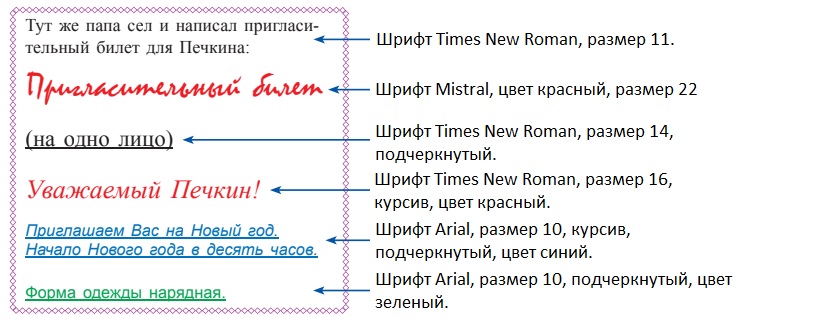 Тут же папа сел и написал пригласи-
тельный билет для Печкина:
Шрифт Times New Roman, размер 11.
Пригласительный билет
Шрифт Mistral, цвет красный, размер 22
(на одно лицо)
Шрифт Times New Roman, размер 14,
подчеркнутый.
Уважаемый Печкин!
Шрифт Times New Roman, размер 16,
курсив, цвет красный.
Приглашаем Вас на Новый год.
Начало Нового года в десять часов.
Шрифт Arial, размер 10, курсив,
подчеркнутый, цвет синий.
Форма одежды нарядная.
Шрифт Arial, размер 10, подчеркнутый, цвет
зеленый.